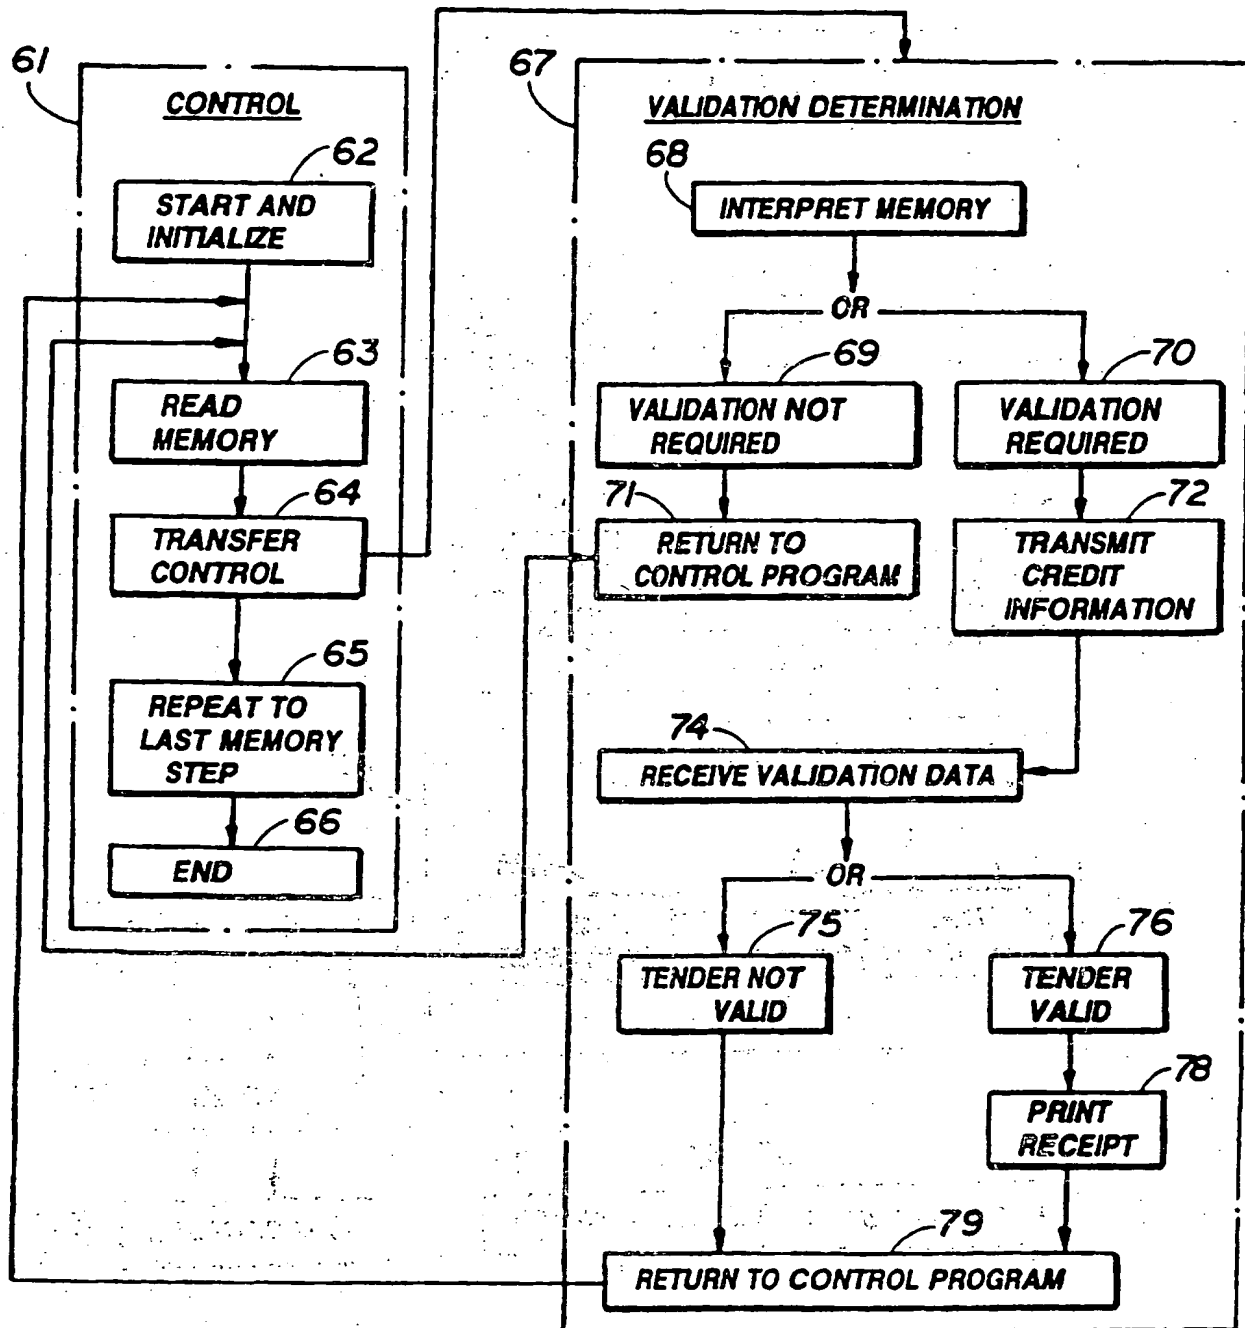 61
CONTROL
62
START AND
INITIALIZE
63
READ
MEMORY
64
TRANSFER
CONTROL
65
REPEAT TO
LAST MEMORY
STEP
66
END
67
VALIDATION DETERMINATION
68
INTERPRET MEMORY
OR
69
VALIDATION NOT
REQUIRED
70
VALIDATION
REQUIRED
71
RETURN TO
CONTROL PROGRAM
72
TRANSMIT
CREDIT
INFORMATION
74
RECEIVE VALIDATION DATA
OR
75
TENDER NOT
VALID
76
TENDER
VALID
78
PRINT
RECEIPT
79
RETURN TO CONTROL PROGRAM